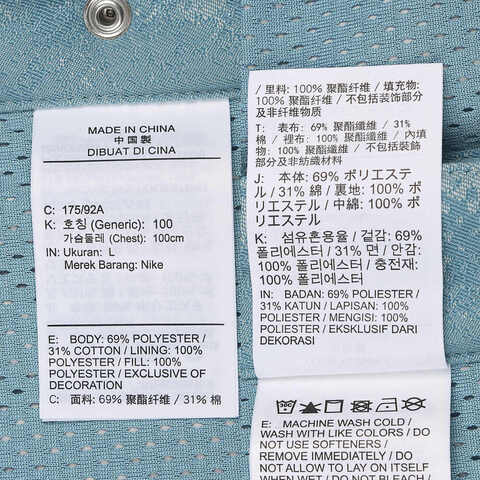 MADE IN CHINA
中国製
DIBUAT DI CINA
C: 175/92A
K: 호칭 (Generic): 100
가슴둘레 (Chest): 100cm
IN: Ukuran: L
Merek Barang: Nike
E: BODY: 69% POLYESTER/
31% COTTON / LINING: 100%
POLYESTER / FILL: 100%
POLYESTER / EXCLUSIVE OF
DECORATION
C: 面料: 69% 聚酯纤维 / 31% 棉
/ 里料: 100% 聚酯纤维 / 填充物:
100% 聚酯纤维 / 不包括装饰部分
及非纤维物
T: 表布: 69% 聚酯纖維 / 31%
棉 / 裡布: 100% 聚酯纖維 / 內填
物: 100% 聚酯纖維 / 不包括裝飾
部分及非紡織材料
J: 本体: 69% ポリエステ
ル / 31% 綿 / 裏地: 100% ポ
リエステル / 中綿: 100% ポ
リエステル
K: 섬유혼용율 / 겉감: 69%
폴리에스터 / 31% 면 / 안감:
100% 폴리에스터 / 충전재:
100% 폴리에스터
IN: BADAN: 69% POLIESTER /
31% KATUN / LAPISAN: 100%
POLIESTER / MENGISI: 100%
POLIESTER / EKSKLUSIF DARI
DEKORASI
E: MACHINE WASH COLD /
WASH WITH LIKE COLORS / DO
NOT USE SOFTENERS /
REMOVE IMMEDIATELY / DO
NOT ALLOW TO LAY ON ITSELF
WHEN WET / DO NOT BLEACH /